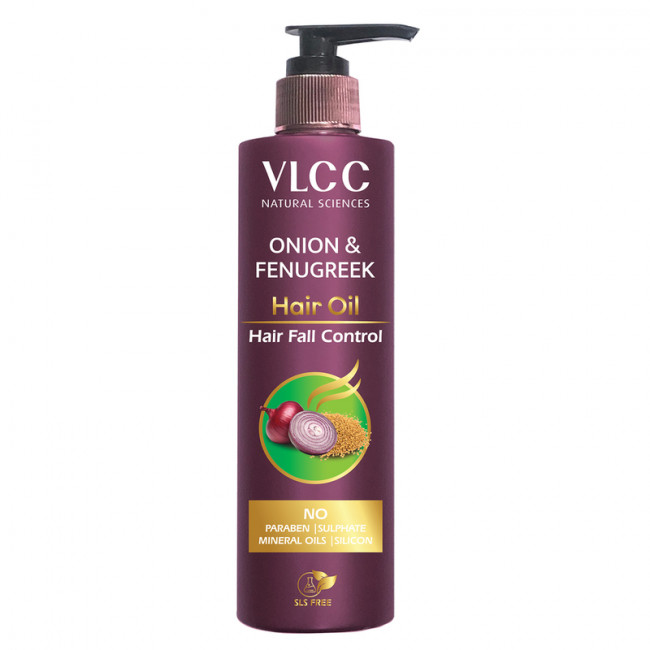 VLCC
NATURAL SCIENCES
ONION &
FENUGREEK
Hair Oil
Hair Fall Control
NO
PARABEN | SULPHATE
MINERAL OILS | SILICON
SLS FREE